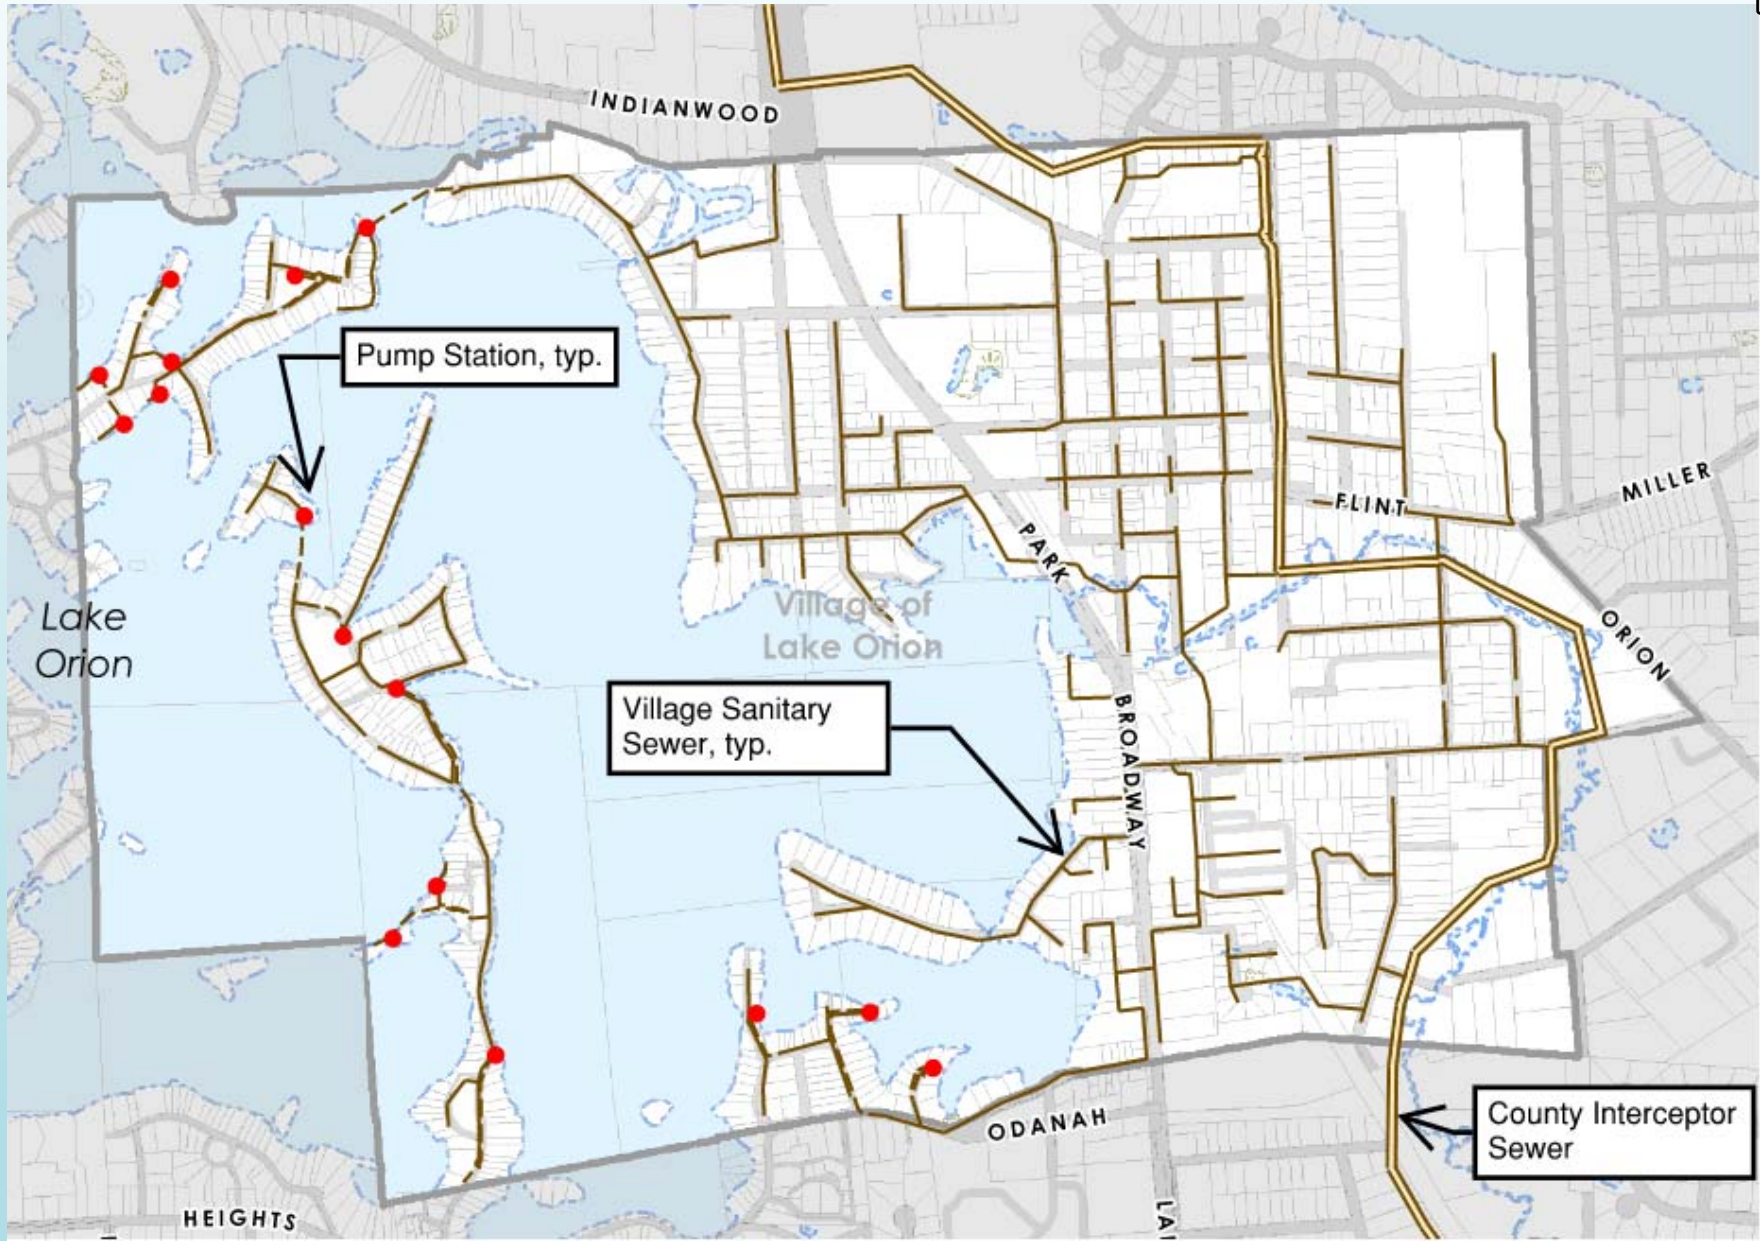 INDIANWOOD
Pump Station, typ.
MILLER
FLINT
PARK
Lake
Orion
Village of
Lake Orion
ORION
Village Sanitary
Sewer, typ.
BROADWAY
ODANAH
County Interceptor
Sewer
HEIGHTS